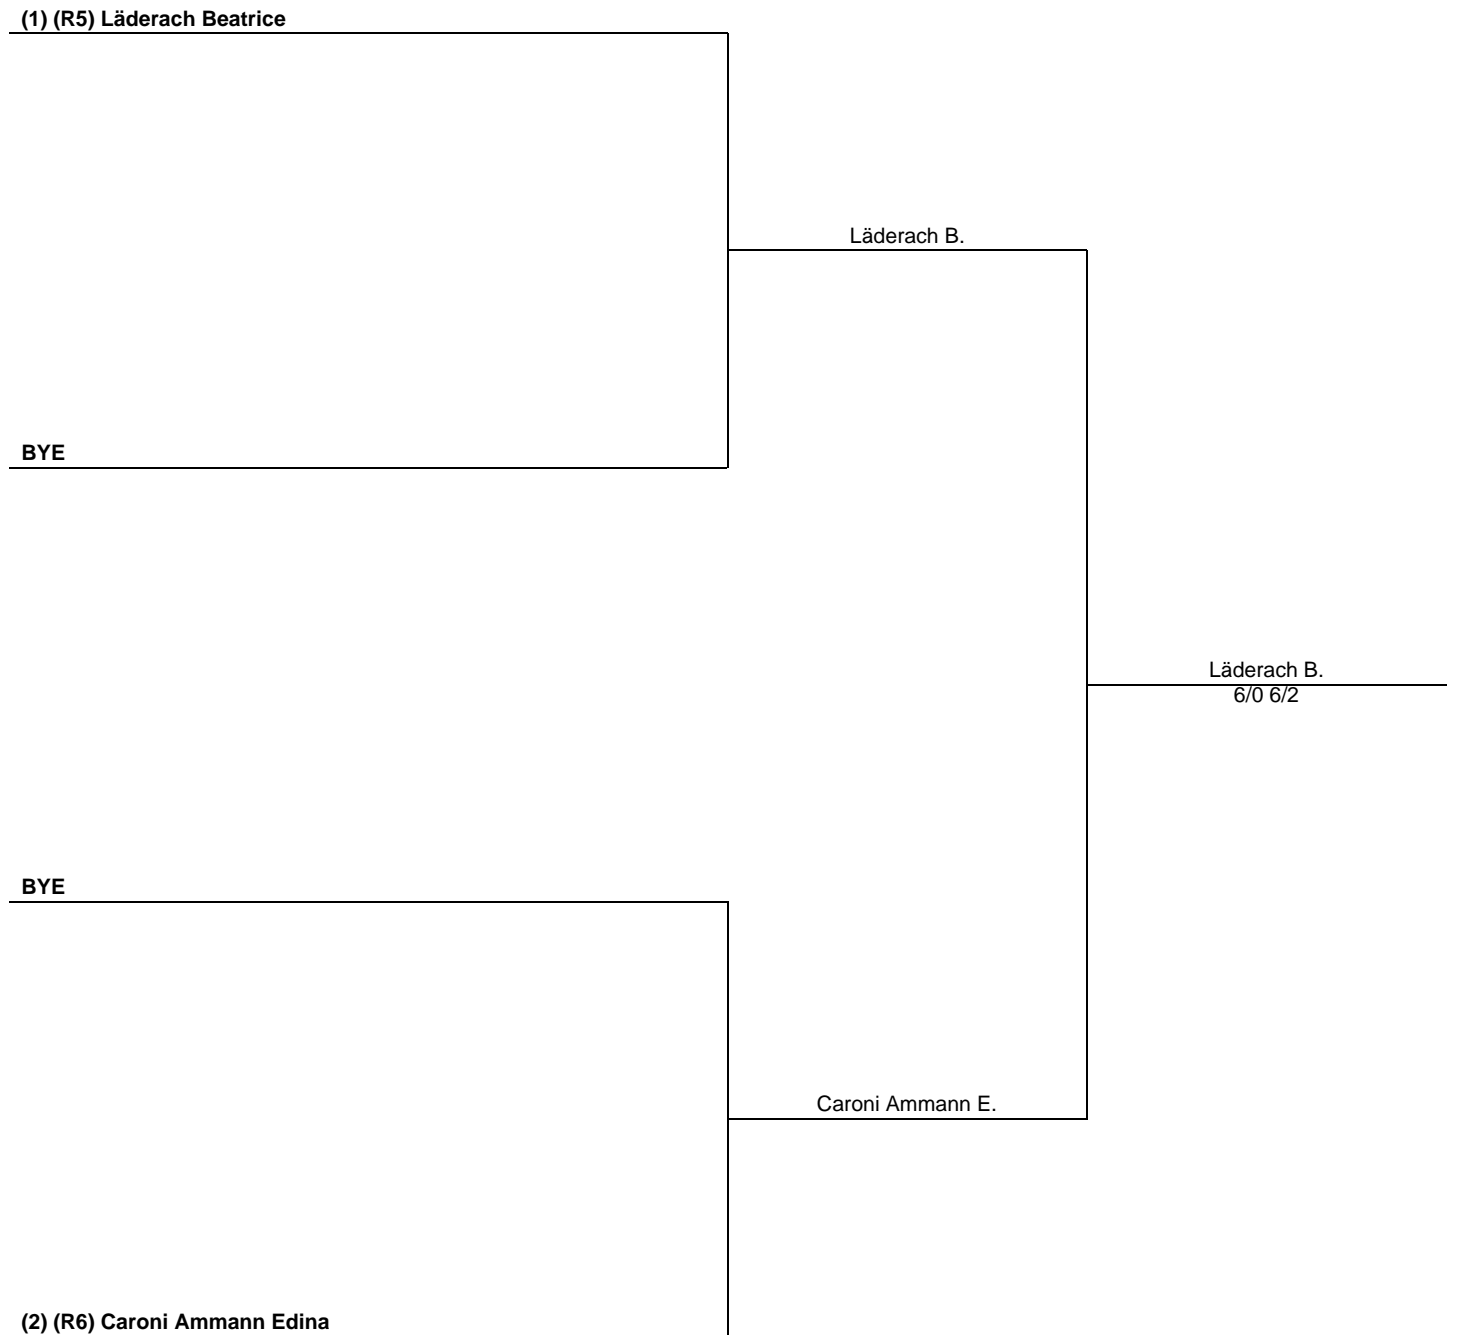 (1) (R5) Läderach Beatrice
Läderach B.
BYE
Läderach B.
6/0 6/2
BYE
Caroni Ammann E.
(2) (R6) Caroni Ammann Edina